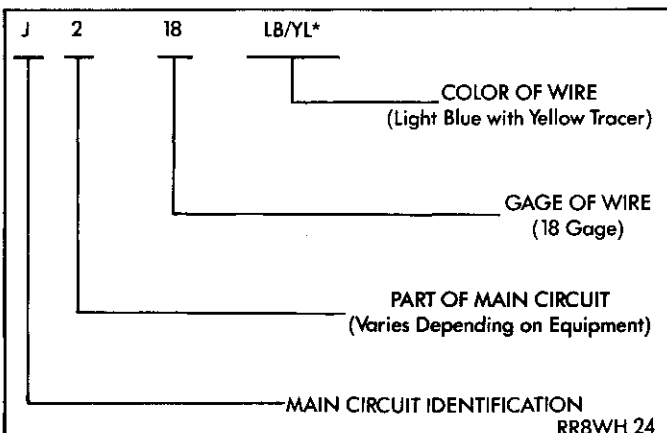 J 2 18 LB/YL*
COLOR OF WIRE
(Light Blue with Yellow Tracer)
GAGE OF WIRE
(18 Gage)
PART OF MAIN CIRCUIT
(Varies Depending on Equipment)
MAIN CIRCUIT IDENTIFICATION
RR8WH 24